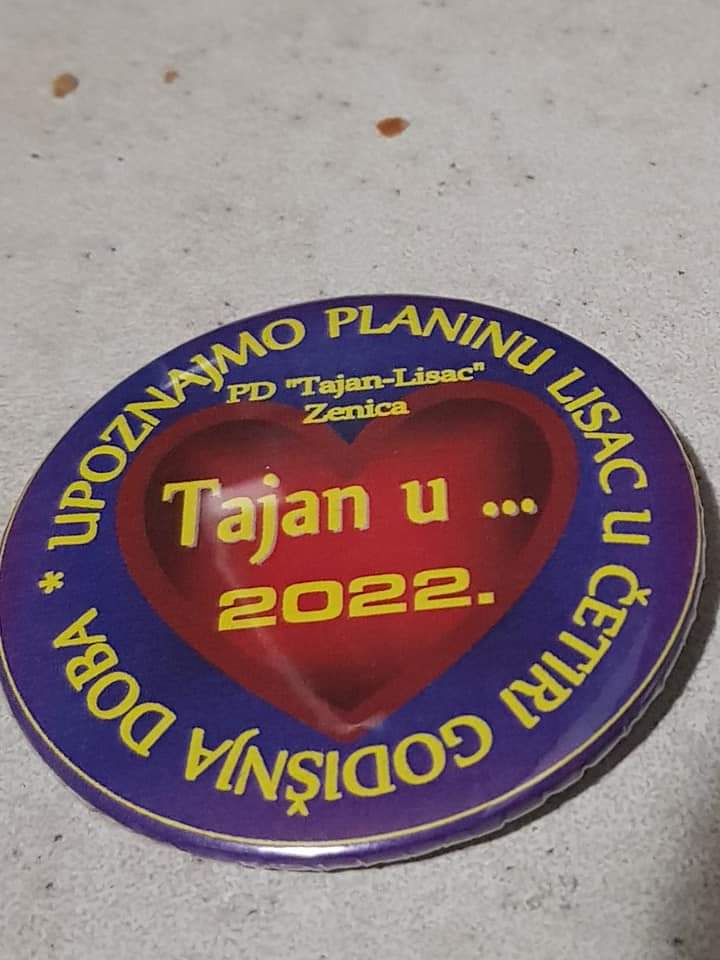 UPOZNAJMO PLANINU LISAC U ČETIRI GODIŠNJA DOBA *
PD "Tajan-Lisac"
Zenica
Tajan u ...
2022.